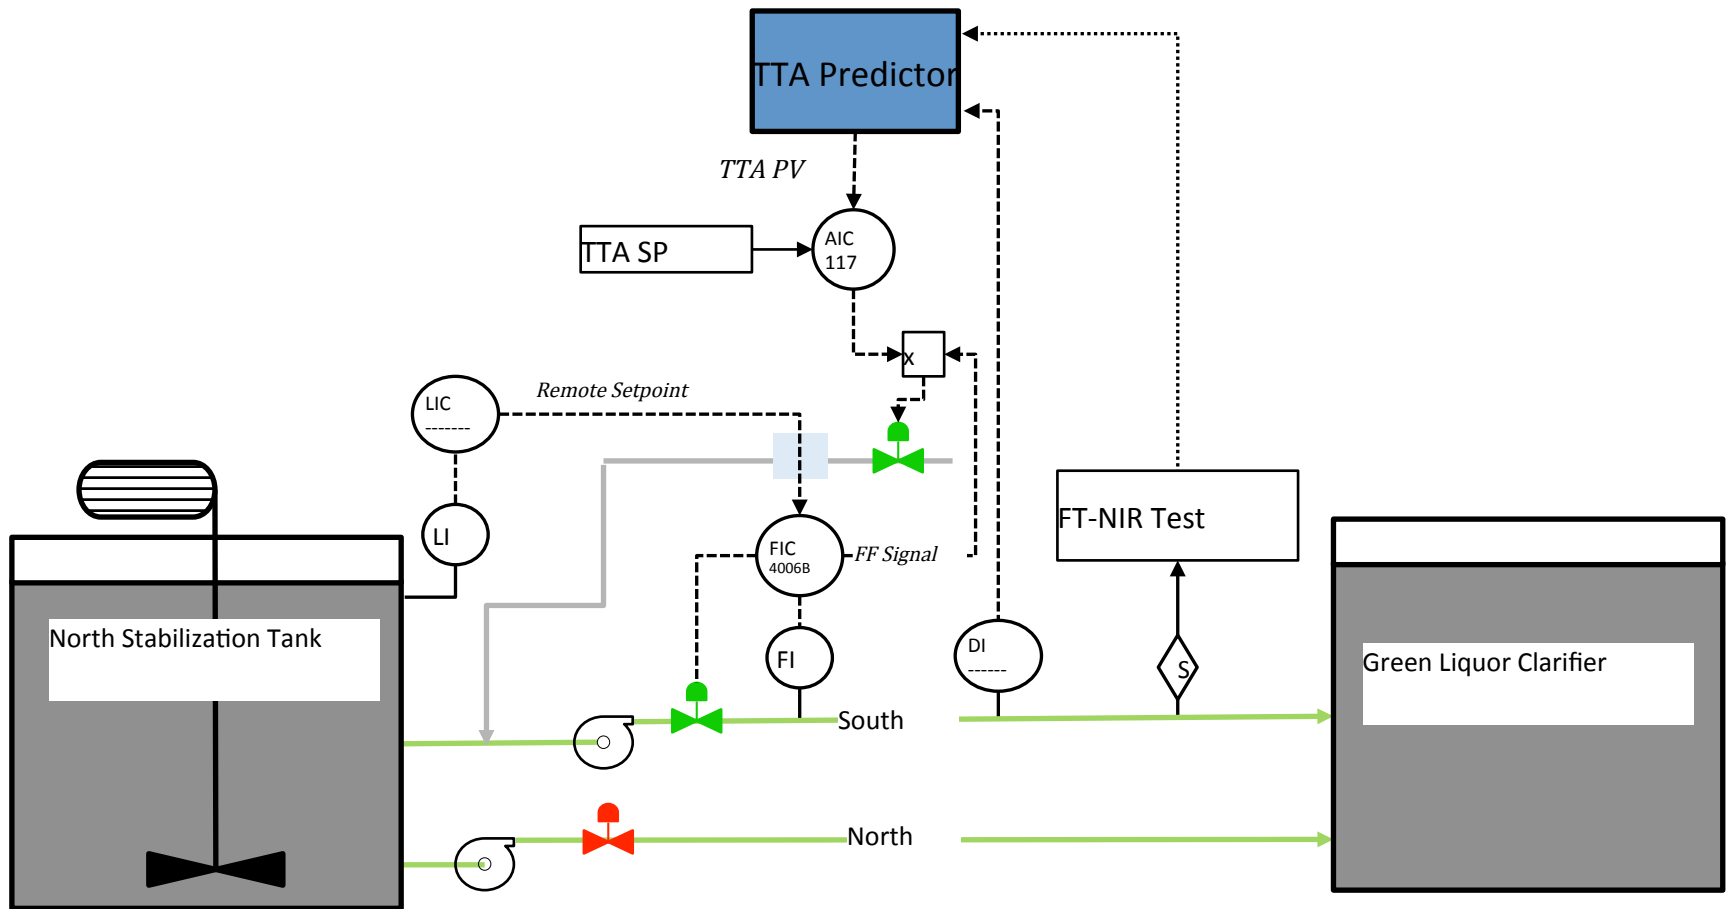 TTA Predictor
TTA PV
TTA SP
AIC
117
x
Remote Setpoint
LIC
-------
LI
FIC
4006B
FF Signal
FT-NIR Test
North Stabilization Tank
FI
DI
------
S
Green Liquor Clarifier
South
North